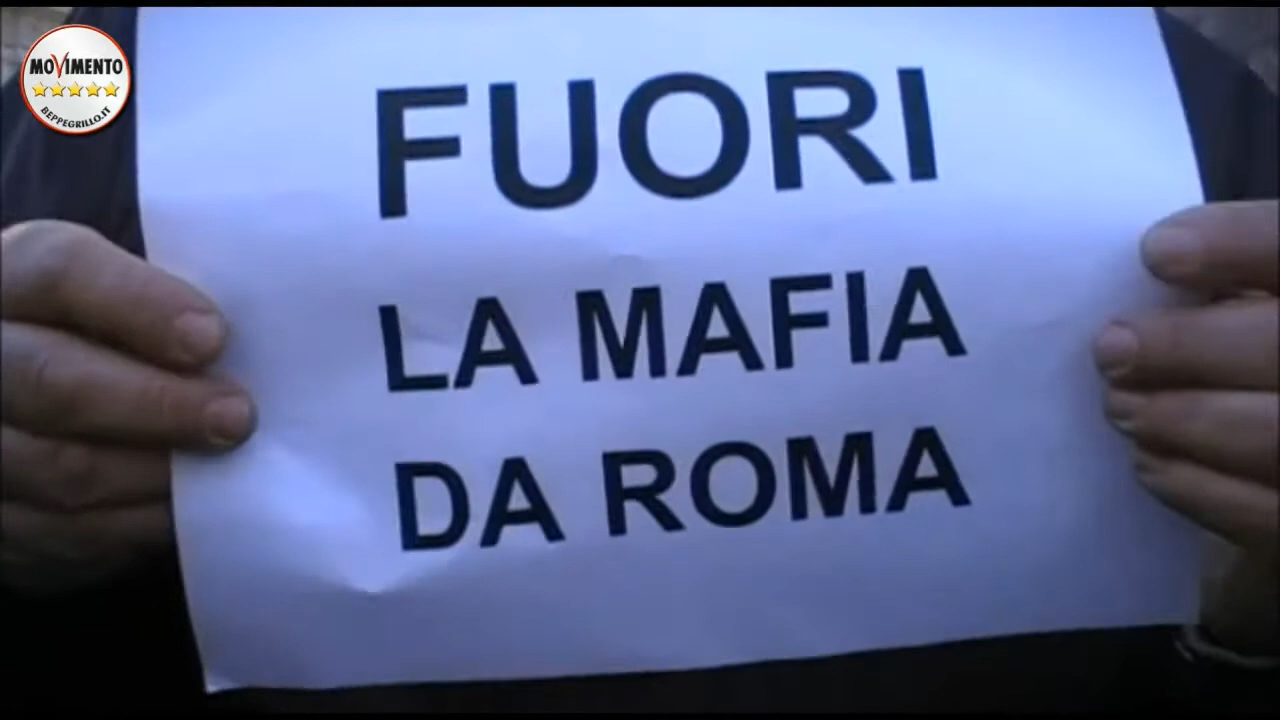 MOVIMENTO
BEPPEGRILLO.IT
FUORI
LA MAFIA
DA ROMA